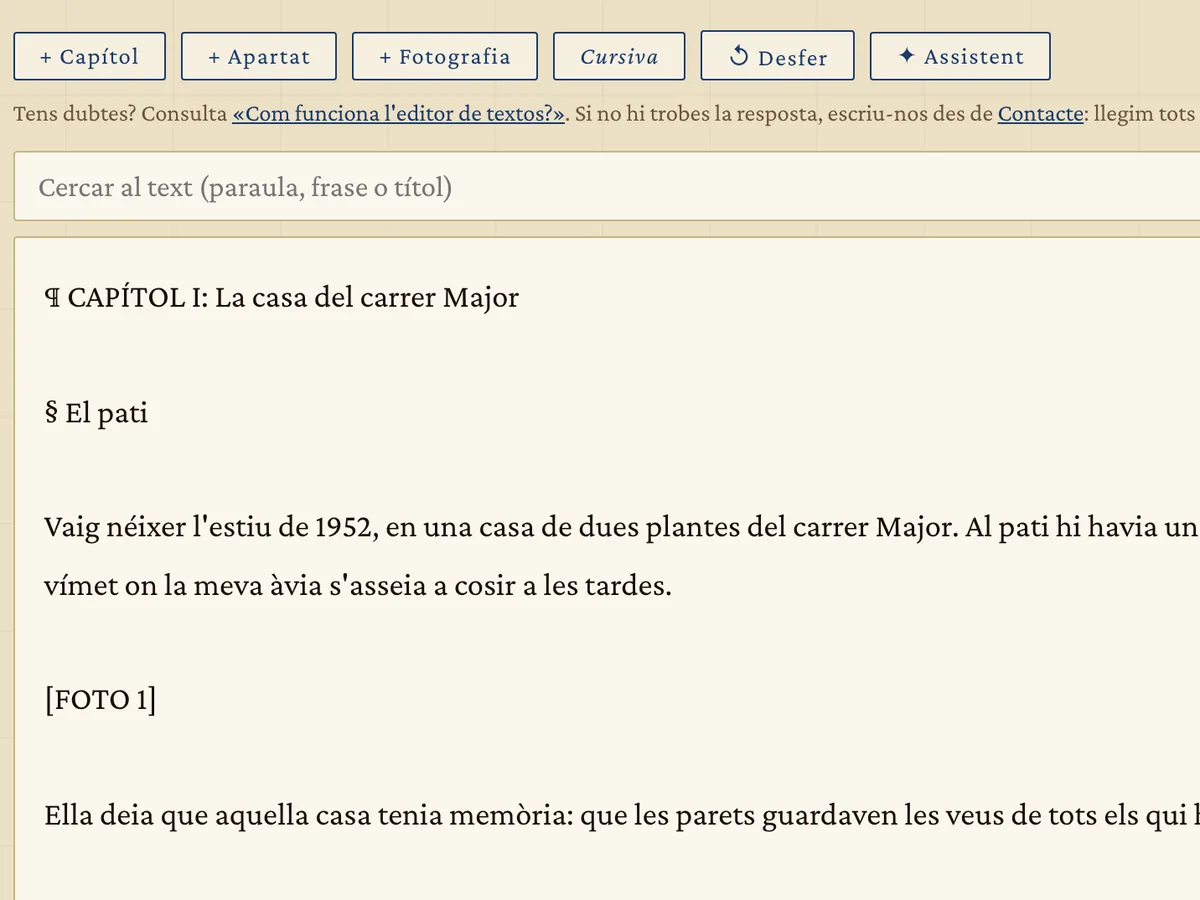 + Capítol + Apartat + Fotografia Cursiva Desfer Assistent
Tens dubtes? Consulta «Com funciona l'editor de textos?». Si no hi trobes la resposta, escriu-nos des de Contacte: llegim tots
Cercar al text (paraula, frase o títol)
¶ CAPÍTOL I: La casa del carrer Major
§ El pati
Vaig néixer l'estiu de 1952, en una casa de dues plantes del carrer Major. Al pati hi havia un
vímet on la meva àvia s'asseia a cosir a les tardes.
[FOTO 1]
Ella deia que aquella casa tenia memòria: que les parets guardaven les veus de tots els qui